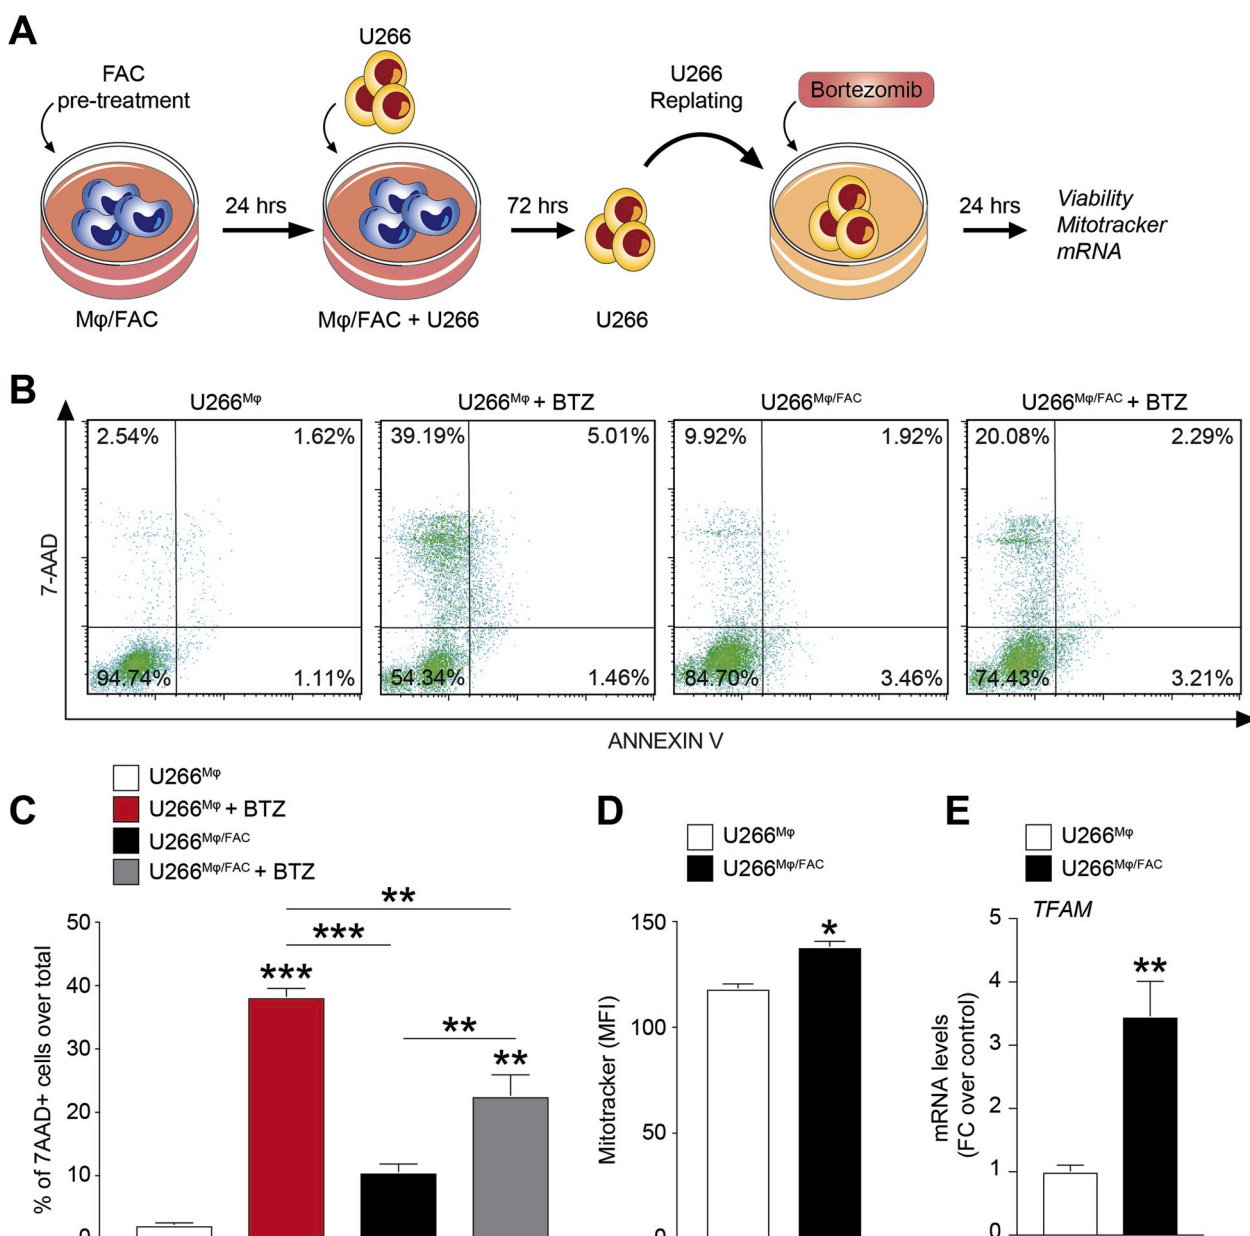 A
U266
FAC
pre-treatment
U266
Replating
Bortezomib
24 hrs
72 hrs
24 hrs
Viability
Mitotracker
mRNA
Mφ/FAC
Mφ/FAC + U266
U266
B
U266Mφ
U266Mφ + BTZ
U266Mφ/FAC
U266Mφ/FAC + BTZ
2.54% 1.62%
39.19% 5.01%
9.92% 1.92%
20.08% 2.29%
7-AAD
94.74% 1.11%
54.34% 1.46%
84.70% 3.46%
74.43% 3.21%
ANNEXIN V
C
U266Mφ
U266Mφ + BTZ
U266Mφ/FAC
U266Mφ/FAC + BTZ
% of 7AAD+ cells over total
50
40
30
20
10
0
**
***
***
**
**
D
U266Mφ
U266Mφ/FAC
Mitotracker (MFI)
150
100
50
0
*
E
U266Mφ
U266Mφ/FAC
TFAM
mRNA levels
(FC over control)
5
4
3
2
1
0
**